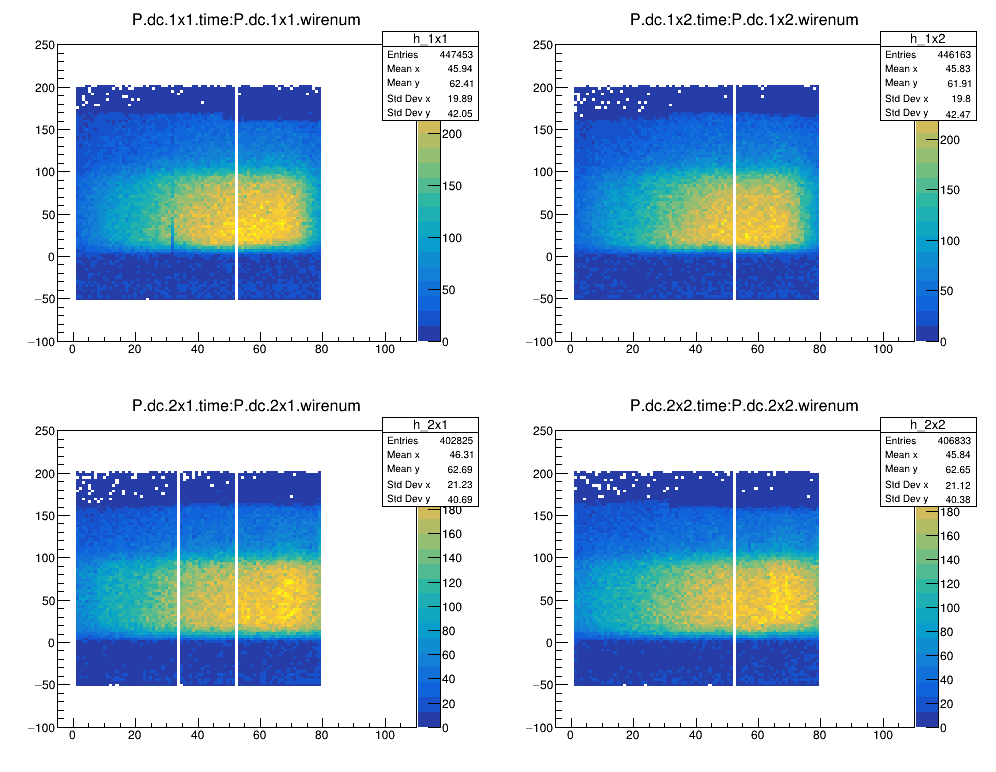 P.dc.1x1.time:P.dc.1x1.wirenum
h_1x1
Entries 447453
Mean x 45.94
Mean y 62.41
Std Dev x 19.89
Std Dev y 42.05
250
200
150
100
50
0
−50
−100
0 20 40 60 80 100
200
150
100
50
0
P.dc.1x2.time:P.dc.1x2.wirenum
h_1x2
Entries 446163
Mean x 45.83
Mean y 61.91
Std Dev x 19.8
Std Dev y 42.47
250
200
150
100
50
0
−50
−100
0 20 40 60 80 100
200
150
100
50
0
P.dc.2x1.time:P.dc.2x1.wirenum
h_2x1
Entries 402825
Mean x 46.31
Mean y 62.69
Std Dev x 21.23
Std Dev y 40.69
250
200
150
100
50
0
−50
−100
0 20 40 60 80 100
180
160
140
120
100
80
60
40
20
0
P.dc.2x2.time:P.dc.2x2.wirenum
h_2x2
Entries 406833
Mean x 45.84
Mean y 62.65
Std Dev x 21.12
Std Dev y 40.38
250
200
150
100
50
0
−50
−100
0 20 40 60 80 100
180
160
140
120
100
80
60
40
20
0